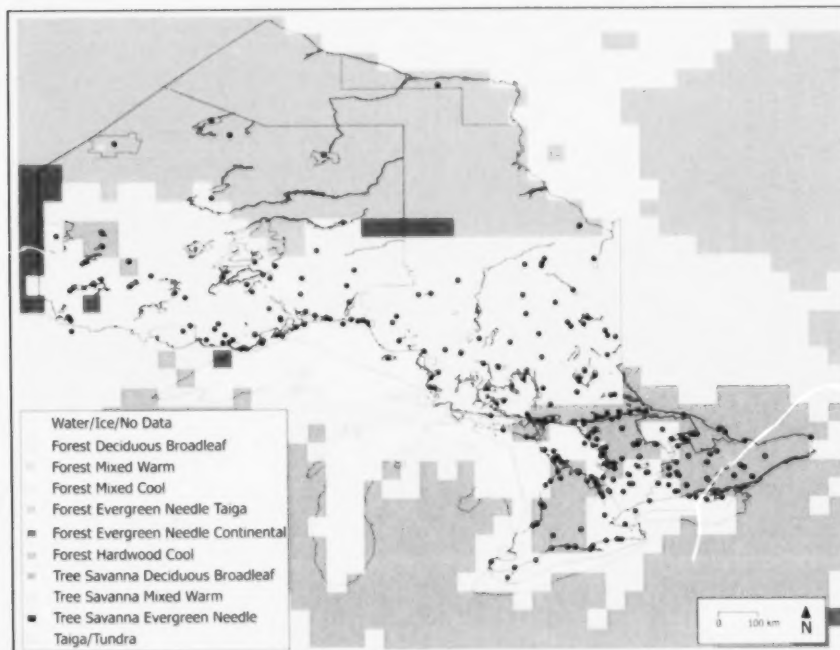 Water/Ice/No Data
Forest Deciduous Broadleaf
Forest Mixed Warm
Forest Mixed Cool
Forest Evergreen Needle Taiga
Forest Evergreen Needle Continental
Forest Hardwood Cool
Tree Savanna Deciduous Broadleaf
Tree Savanna Mixed Warm
Tree Savanna Evergreen Needle
Taiga/Tundra
0 100 km
N